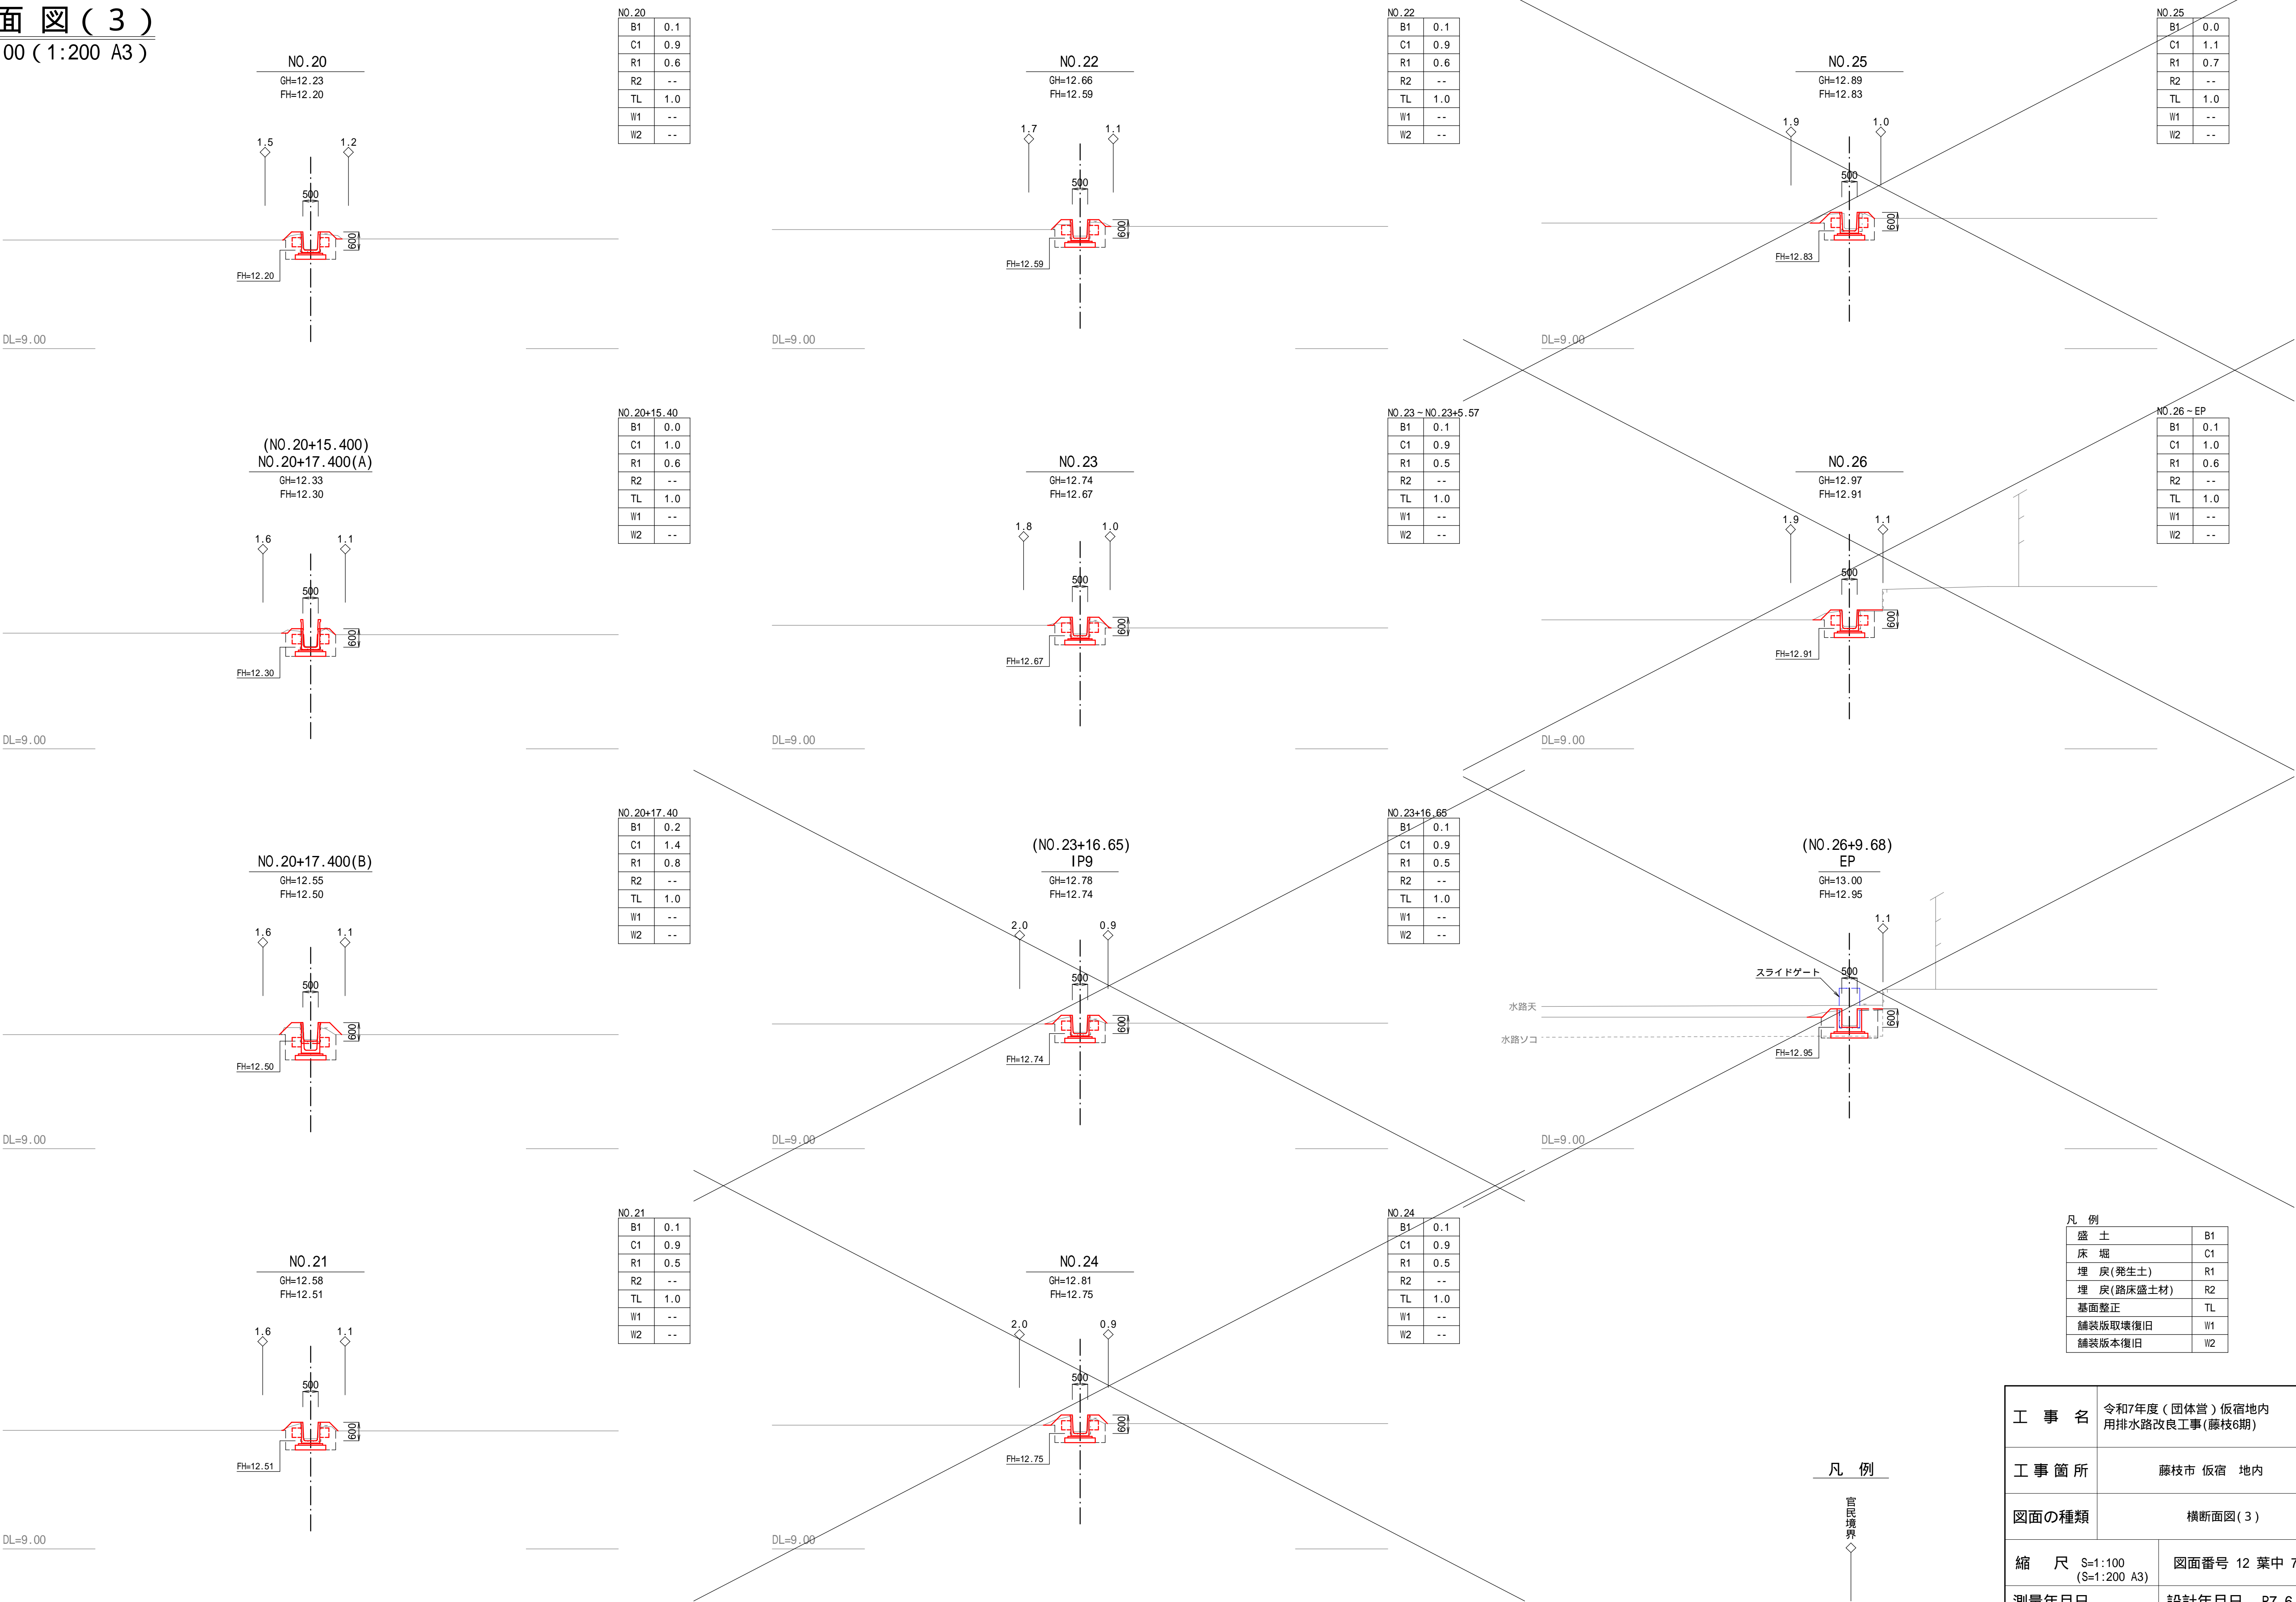 面 図(3)
00(1:200 A3)
NO.20
GH=12.23
FH=12.20
1.5 1.2
500
600
FH=12.20
DL=9.00
NO.20
B1 0.1
C1 0.9
R1 0.6
R2 --
TL 1.0
W1 --
W2 --
NO.22
GH=12.66
FH=12.59
1.7 1.1
500
600
FH=12.59
DL=9.00
NO.22
B1 0.1
C1 0.9
R1 0.6
R2 --
TL 1.0
W1 --
W2 --
NO.25
GH=12.89
FH=12.83
1.9 1.0
500
600
FH=12.83
DL=9.00
NO.25
B1 0.0
C1 1.1
R1 0.7
R2 --
TL 1.0
W1 --
W2 --
(NO.20+15.400)
NO.20+17.400(A)
GH=12.33
FH=12.30
1.6 1.1
500
600
FH=12.30
DL=9.00
NO.20+15.40
B1 0.0
C1 1.0
R1 0.6
R2 --
TL 1.0
W1 --
W2 --
NO.23
GH=12.74
FH=12.67
1.8 1.0
500
600
FH=12.67
DL=9.00
NO.23~NO.23+5.57
B1 0.1
C1 0.9
R1 0.5
R2 --
TL 1.0
W1 --
W2 --
NO.26
GH=12.97
FH=12.91
1.9 1.1
500
600
FH=12.91
DL=9.00
NO.26~EP
B1 0.1
C1 1.0
R1 0.6
R2 --
TL 1.0
W1 --
W2 --
NO.20+17.400(B)
GH=12.55
FH=12.50
1.6 1.1
500
600
FH=12.50
DL=9.00
NO.20+17.40
B1 0.2
C1 1.4
R1 0.8
R2 --
TL 1.0
W1 --
W2 --
(NO.23+16.65)
IP9
GH=12.78
FH=12.74
2.0 0.9
500
600
FH=12.74
DL=9.00
NO.23+16.65
B1 0.1
C1 0.9
R1 0.5
R2 --
TL 1.0
W1 --
W2 --
(NO.26+9.68)
EP
GH=13.00
FH=12.95
1.1
スライドゲート
500
水路天
600
水路ソコ
FH=12.95
DL=9.00
NO.21
GH=12.58
FH=12.51
1.6 1.1
500
600
FH=12.51
DL=9.00
NO.21
B1 0.1
C1 0.9
R1 0.5
R2 --
TL 1.0
W1 --
W2 --
NO.24
GH=12.81
FH=12.75
2.0 0.9
500
600
FH=12.75
DL=9.00
NO.24
B1 0.1
C1 0.9
R1 0.5
R2 --
TL 1.0
W1 --
W2 --
凡 例
盛 土 B1
床 堀 C1
埋 戻(発生土) R1
埋 戻(路床盛土材) R2
基面整正 TL
舗装版取壊復旧 W1
舗装版本復旧 W2
凡 例
官民境界
工 事 名 令和7年度(団体営)仮宿地内
用排水路改良工事(藤枝6期)
工事箇所 藤枝市 仮宿 地内
図面の種類 横断面図(3)
縮 尺 S=1:100
(S=1:200 A3)
図面番号 12 葉中 7
測量年月日 設計年月日 R7.6